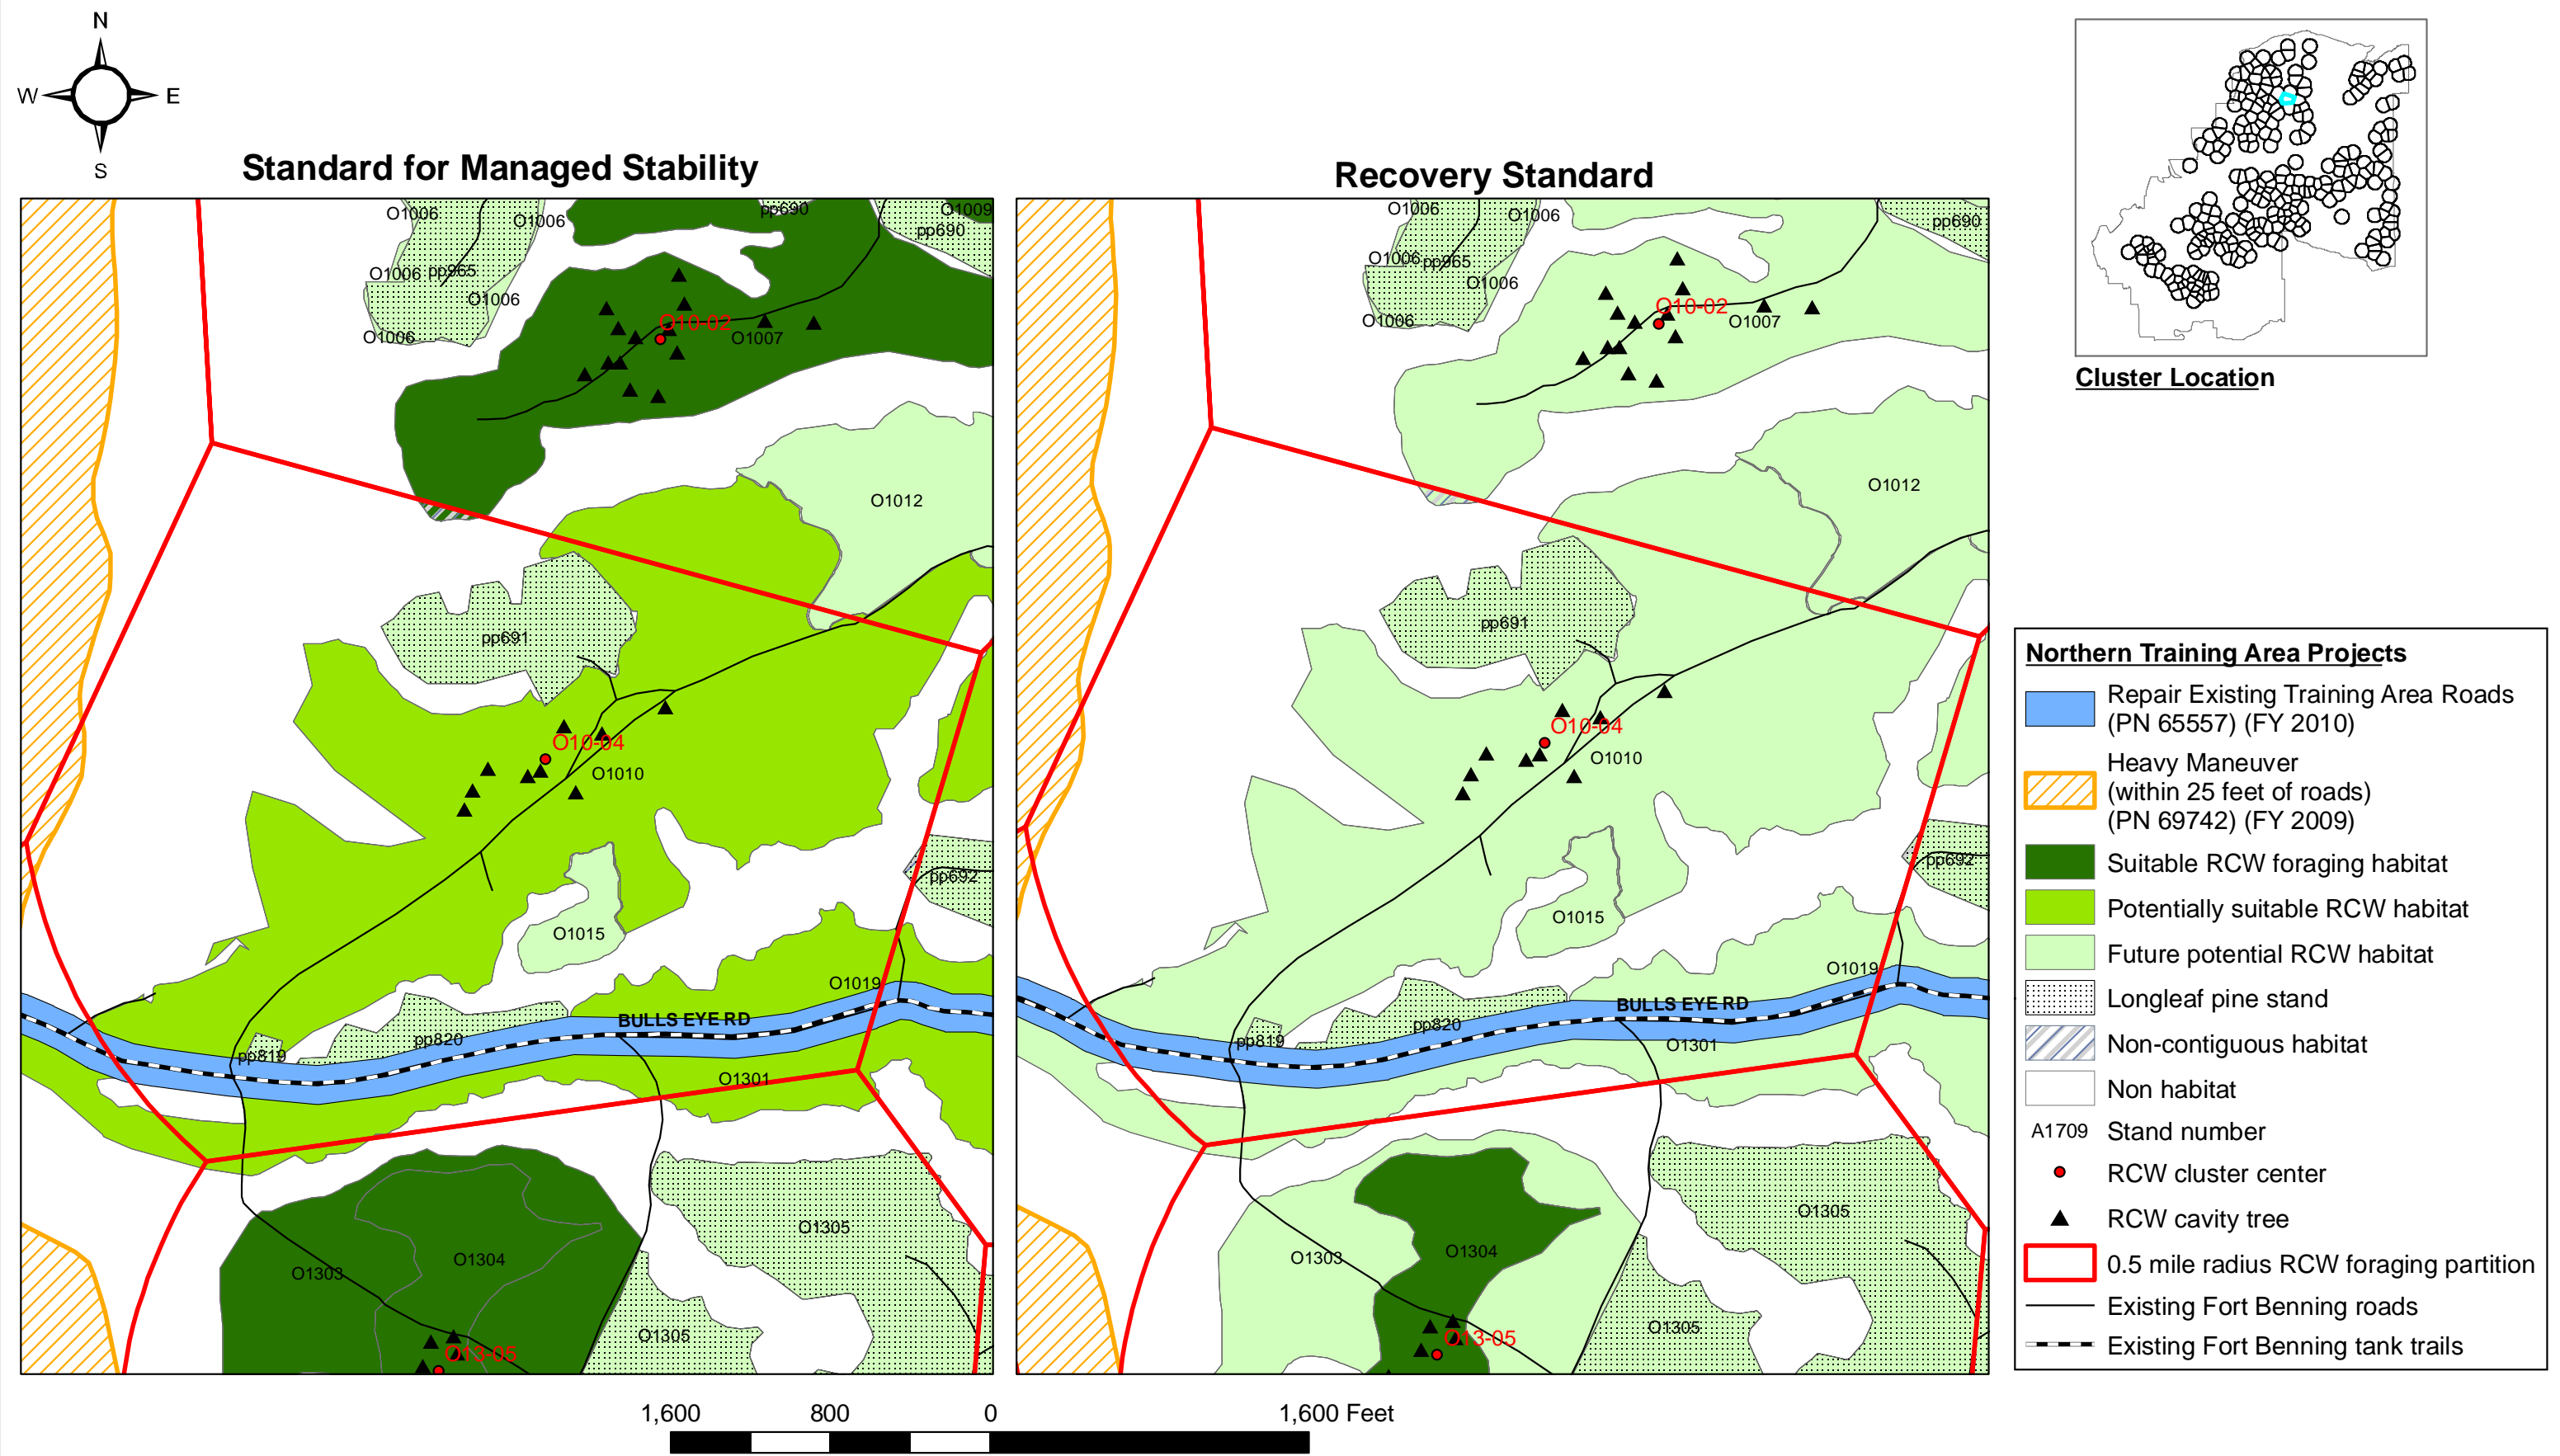 N
W E
S
Standard for Managed Stability
Recovery Standard
Cluster Location
O1006
O1006
pp690
O1009
pp690
O1006
pp965
O1006
O1006
O10-02
O1007
O1012
pp691
O10-04
O1010
pp692
O1015
O1019
BULLS EYE RD
pp820
pp819
O1301
O1305
O1304
O1303
O1305
O13-05
O1006
O1006
pp690
O1006
pp965
O1006
O1006
O10-02
O1007
O1012
pp691
O10-04
O1010
pp692
O1015
O1019
BULLS EYE RD
pp820
pp819
O1301
O1305
O1304
O1303
O1305
O13-05
Northern Training Area Projects
Repair Existing Training Area Roads
(PN 65557) (FY 2010)
Heavy Maneuver
(within 25 feet of roads)
(PN 69742) (FY 2009)
Suitable RCW foraging habitat
Potentially suitable RCW habitat
Future potential RCW habitat
Longleaf pine stand
Non-contiguous habitat
Non habitat
A1709 Stand number
RCW cluster center
RCW cavity tree
0.5 mile radius RCW foraging partition
Existing Fort Benning roads
Existing Fort Benning tank trails
1,600 800 0 1,600 Feet